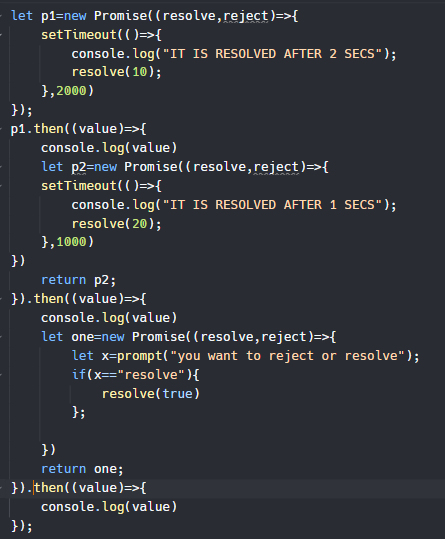 let p1=new Promise((resolve,reject)=>{
    setTimeout(()=>{
        console.log("IT IS RESOLVED AFTER 2 SECS");
        resolve(10);
    },2000)
});
p1.then((value)=>{
    console.log(value)
    let p2=new Promise((resolve,reject)=>{
    setTimeout(()=>{
        console.log("IT IS RESOLVED AFTER 1 SECS");
        resolve(20);
    },1000)
})
    return p2;
}).then((value)=>{
    console.log(value)
    let one=new Promise((resolve,reject)=>{
        let x=prompt("you want to reject or resolve");
        if(x=="resolve"){
            resolve(true)
        };

    })
    return one;
}).then((value)=>{
    console.log(value)
});